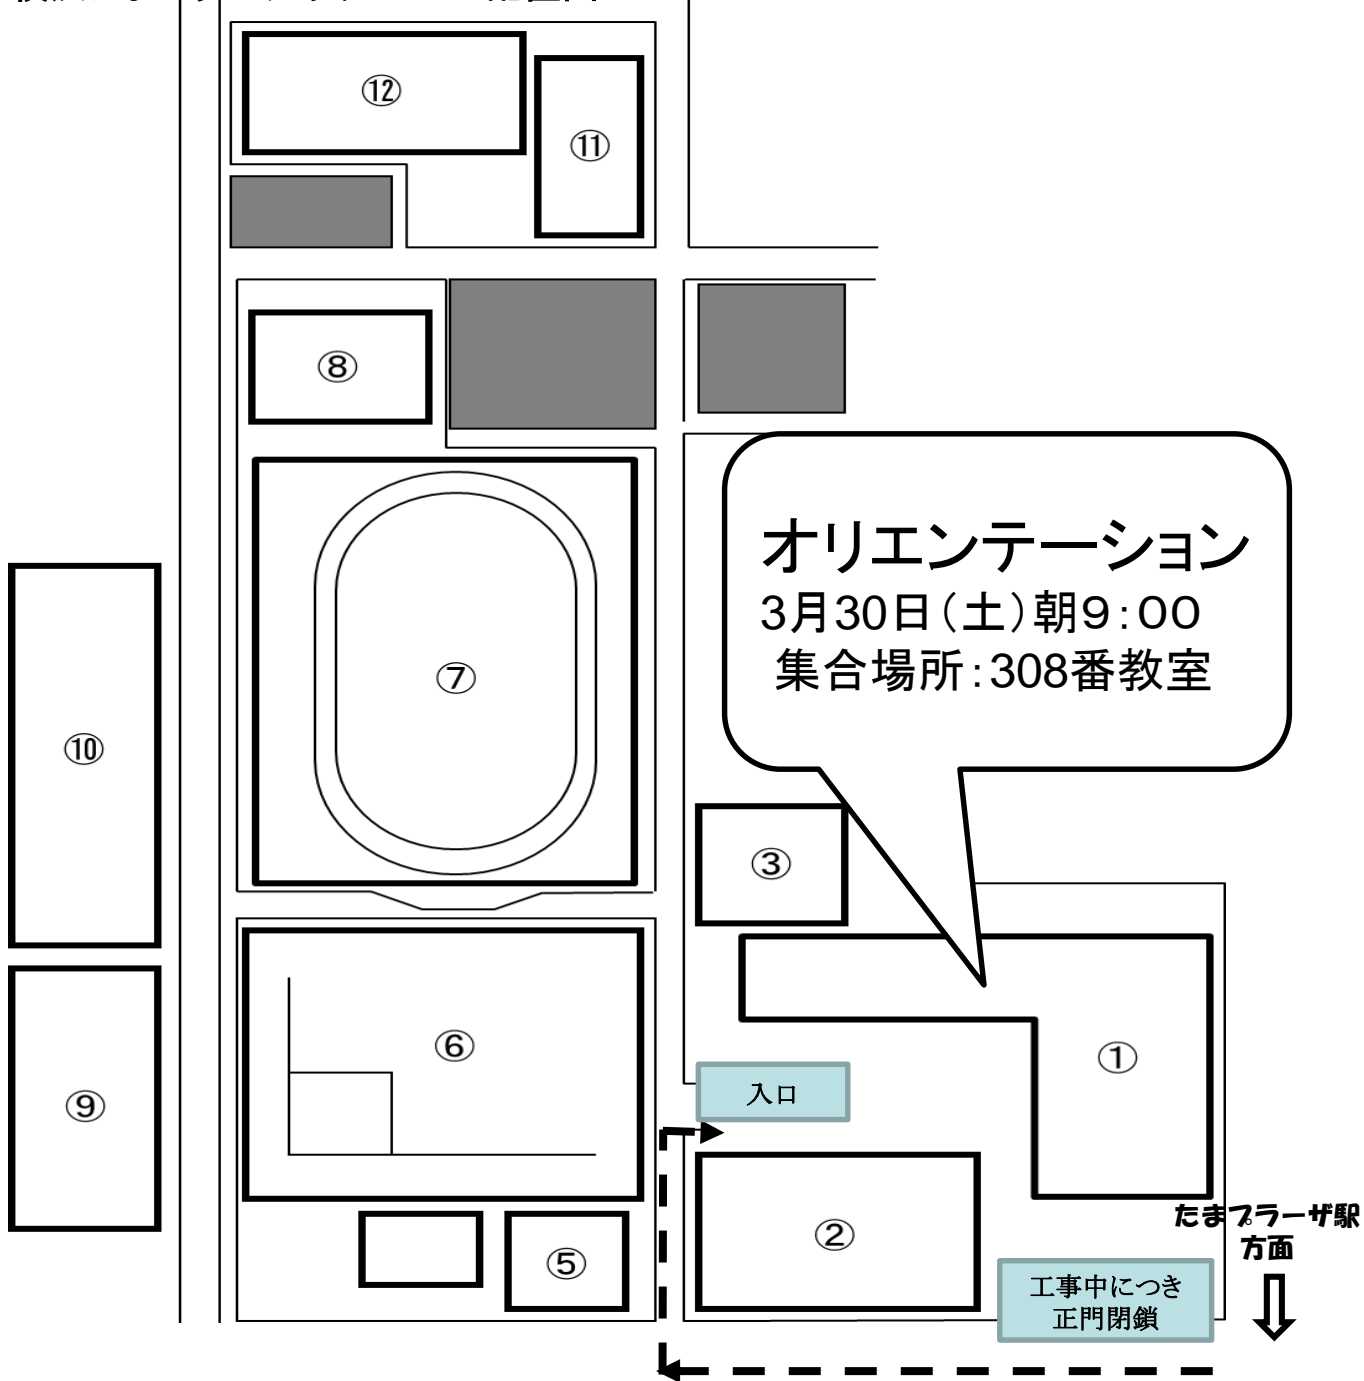 ⑫
⑪
⑧
オリエンテーション
3月30日（土）朝9：00
集合場所：308番教室
⑦
⑩
③
⑥
①
入口
⑨
②
⑤
たまプラーザ駅
方面
工事中につき
正門閉鎖